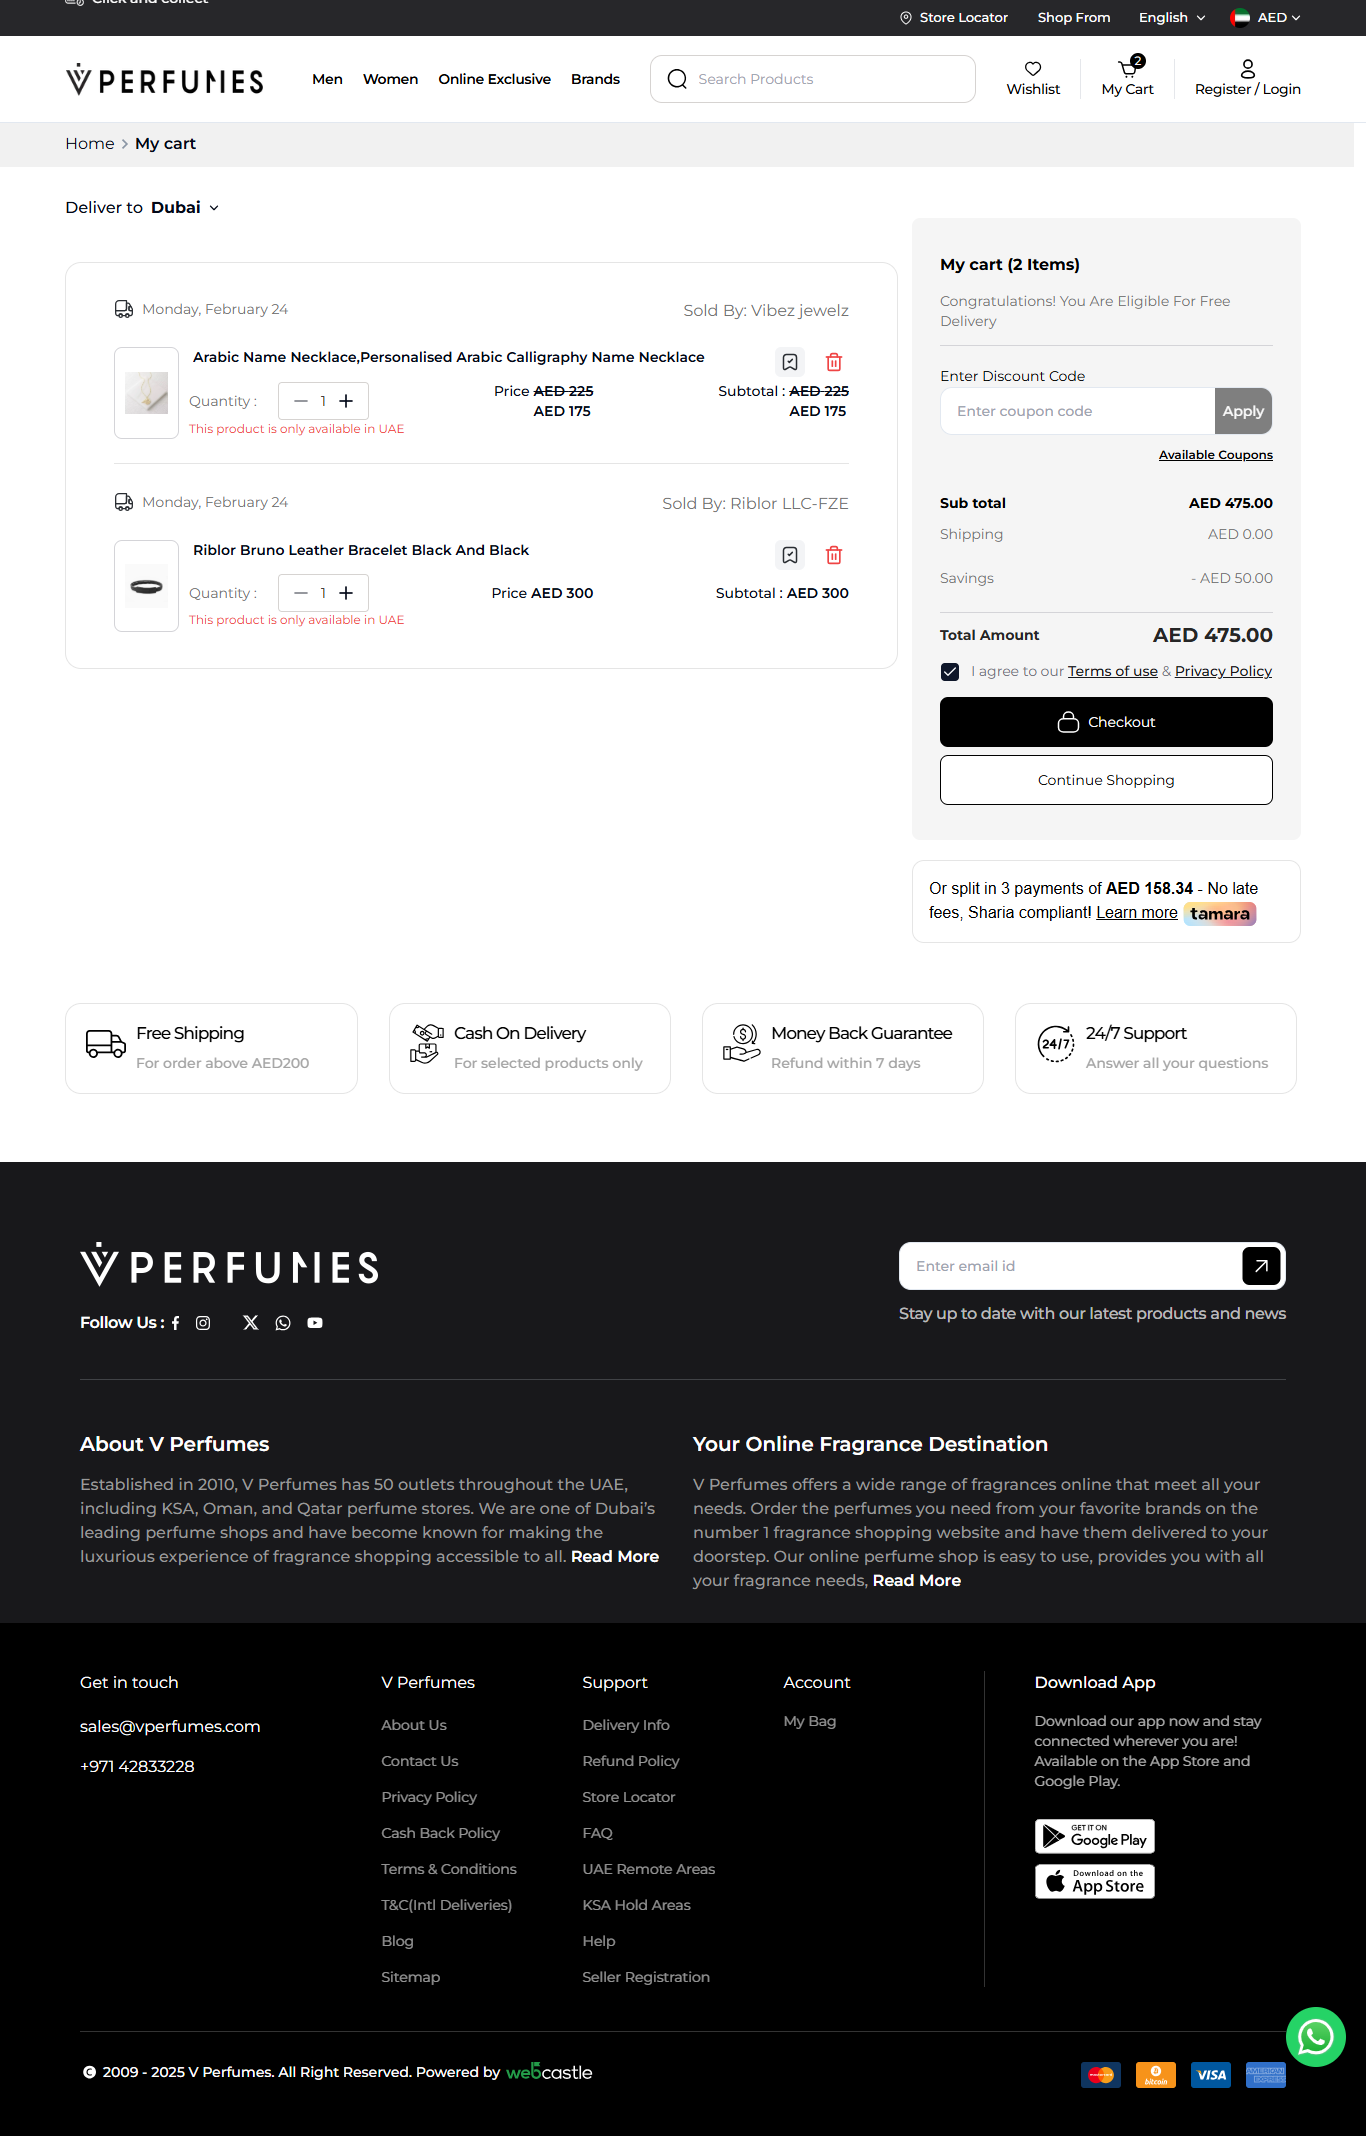 Click and collect
Store Locator
Shop From
English
AED
V PERFUMES
Men
Women
Online Exclusive
Brands
Search Products
Wishlist
2
My Cart
Register / Login
Home > My cart
Deliver to Dubai
Monday, February 24
Sold By: Vibez jewelz
Arabic Name Necklace,Personalised Arabic Calligraphy Name Necklace
Quantity :
1
Price AED 225
AED 175
Subtotal : AED 225
AED 175
This product is only available in UAE
Monday, February 24
Sold By: Riblor LLC-FZE
Riblor Bruno Leather Bracelet Black And Black
Quantity :
1
Price AED 300
Subtotal : AED 300
This product is only available in UAE
My cart (2 Items)
Congratulations! You Are Eligible For Free
Delivery
Enter Discount Code
Enter coupon code
Apply
Available Coupons
Sub total AED 475.00
Shipping AED 0.00
Savings - AED 50.00
Total Amount AED 475.00
I agree to our Terms of use & Privacy Policy
Checkout
Continue Shopping
Or split in 3 payments of AED 158.34 - No late
fees, Sharia compliant! Learn more tamara
Free Shipping
For order above AED200
Cash On Delivery
For selected products only
Money Back Guarantee
Refund within 7 days
24/7
24/7 Support
Answer all your questions
V PERFUMES
Follow Us :
Enter email id
Stay up to date with our latest products and news
About V Perfumes
Established in 2010, V Perfumes has 50 outlets throughout the UAE,
including KSA, Oman, and Qatar perfume stores. We are one of Dubai’s
leading perfume shops and have become known for making the
luxurious experience of fragrance shopping accessible to all. Read More
Your Online Fragrance Destination
V Perfumes offers a wide range of fragrances online that meet all your
needs. Order the perfumes you need from your favorite brands on the
number 1 fragrance shopping website and have them delivered to your
doorstep. Our online perfume shop is easy to use, provides you with all
your fragrance needs, Read More
Get in touch
sales@vperfumes.com
+971 42833228
V Perfumes
About Us
Contact Us
Privacy Policy
Cash Back Policy
Terms & Conditions
T&C(Intl Deliveries)
Blog
Sitemap
Support
Delivery Info
Refund Policy
Store Locator
FAQ
UAE Remote Areas
KSA Hold Areas
Help
Seller Registration
Account
My Bag
Download App
Download our app now and stay
connected wherever you are!
Available on the App Store and
Google Play.
GET IT ON
Google Play
Download on the
App Store
© 2009 - 2025 V Perfumes. All Right Reserved. Powered by webcastle
bitcoin
VISA
AMERICAN
EXPRESS